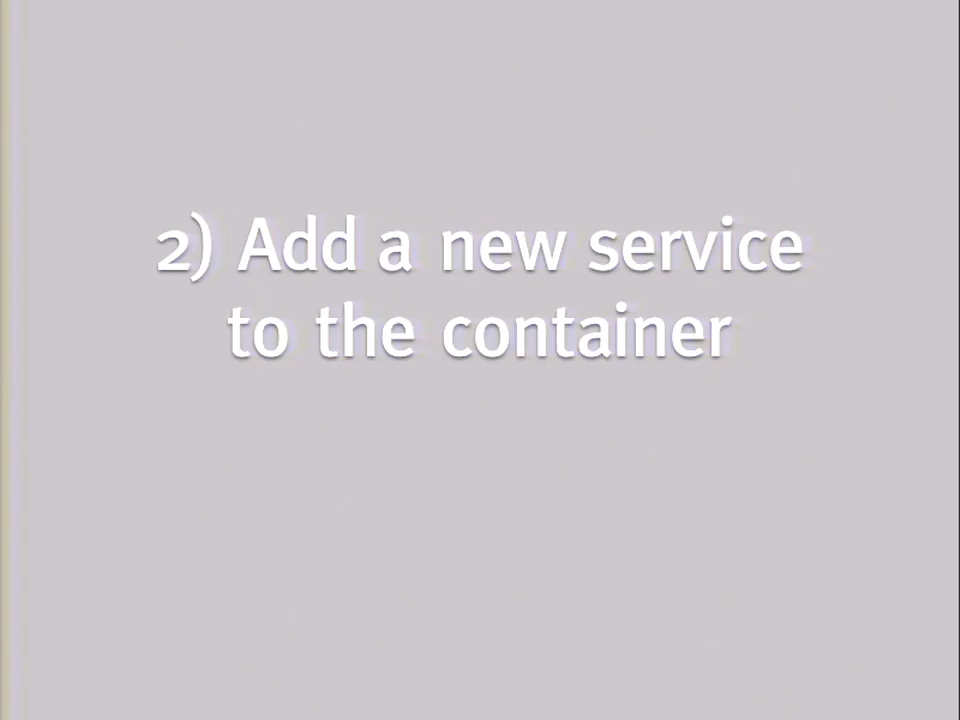 2) Add a new service
to the container